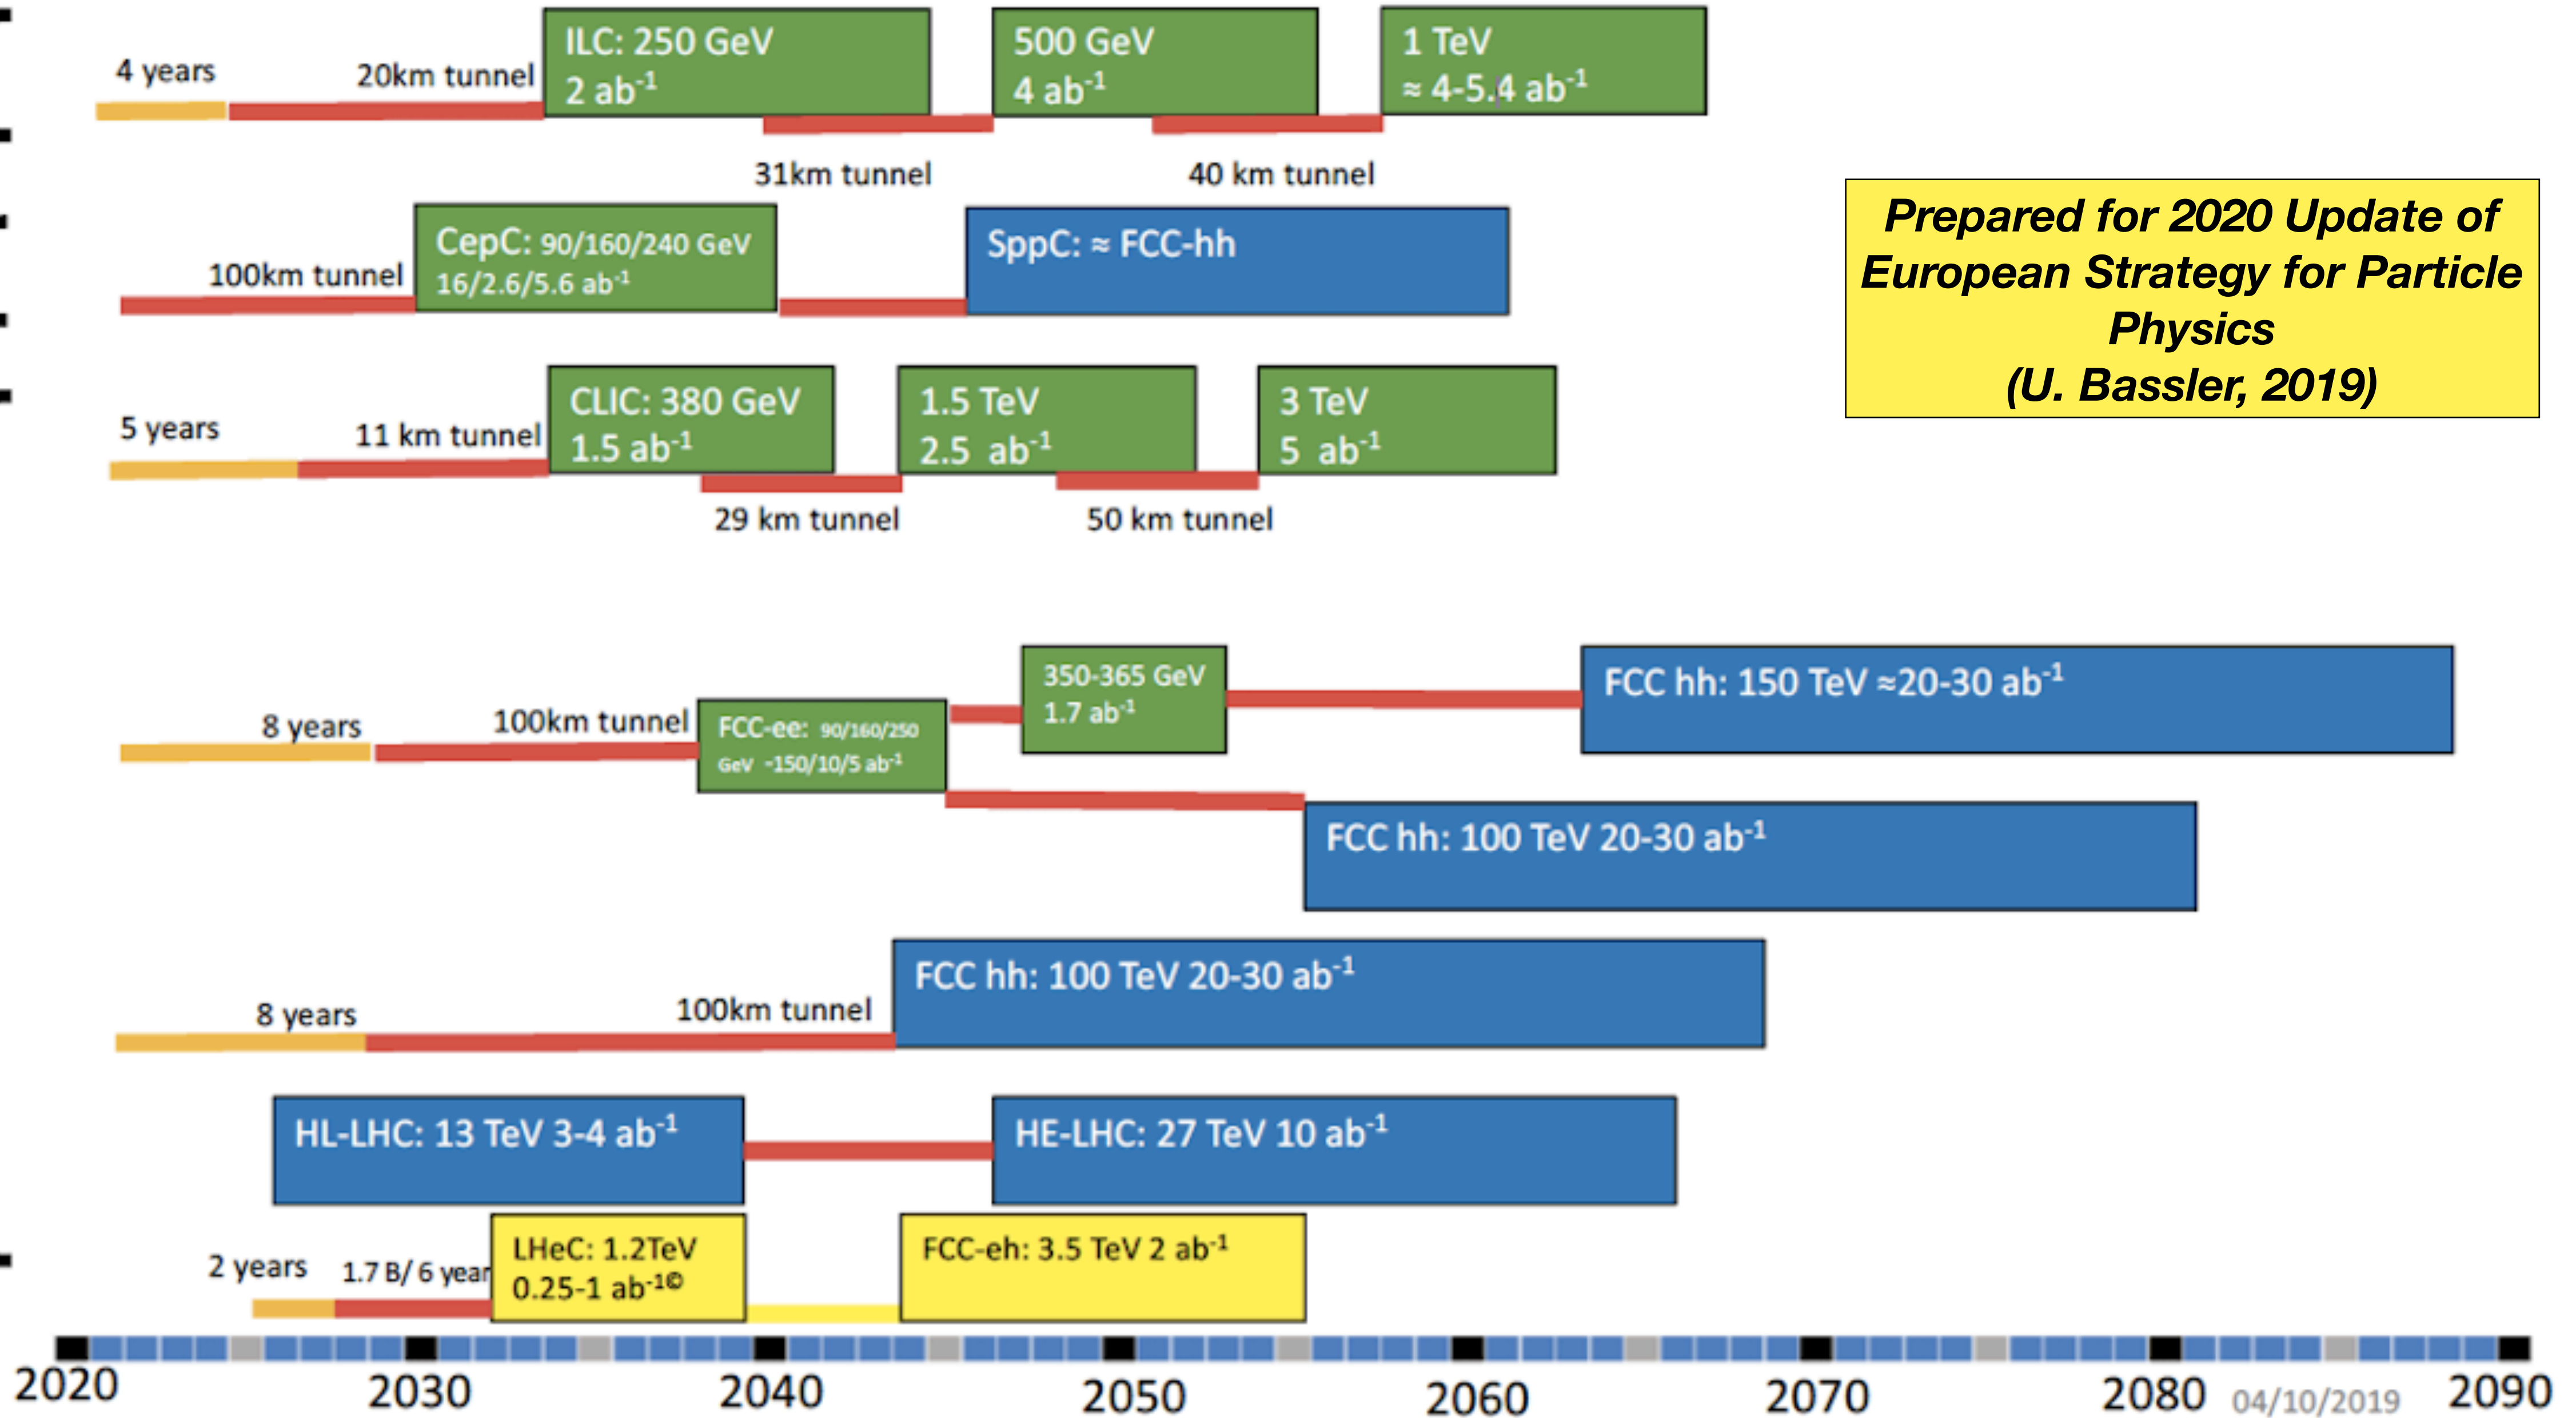 ILC: 250 GeV
2 ab⁻¹
500 GeV
4 ab⁻¹
1 TeV
≈ 4-5.4 ab⁻¹
4 years
20km tunnel
31km tunnel
40 km tunnel
Prepared for 2020 Update of
European Strategy for Particle
Physics
(U. Bassler, 2019)
CepC: 90/160/240 GeV
16/2.6/5.6 ab⁻¹
SppC: ≈ FCC-hh
100km tunnel
CLIC: 380 GeV
1.5 ab⁻¹
1.5 TeV
2.5 ab⁻¹
3 TeV
5 ab⁻¹
5 years
11 km tunnel
29 km tunnel
50 km tunnel
350-365 GeV
1.7 ab⁻¹
FCC hh: 150 TeV ≈20-30 ab⁻¹
8 years
100km tunnel
FCC-ee: 90/160/250
GeV -150/10/5 ab⁻¹
FCC hh: 100 TeV 20-30 ab⁻¹
FCC hh: 100 TeV 20-30 ab⁻¹
8 years
100km tunnel
HL-LHC: 13 TeV 3-4 ab⁻¹
HE-LHC: 27 TeV 10 ab⁻¹
2 years
1.7 B/ 6 year
LHeC: 1.2TeV
0.25-1 ab⁻¹©
FCC-eh: 3.5 TeV 2 ab⁻¹
2020
2030
2040
2050
2060
2070
2080
04/10/2019
2090